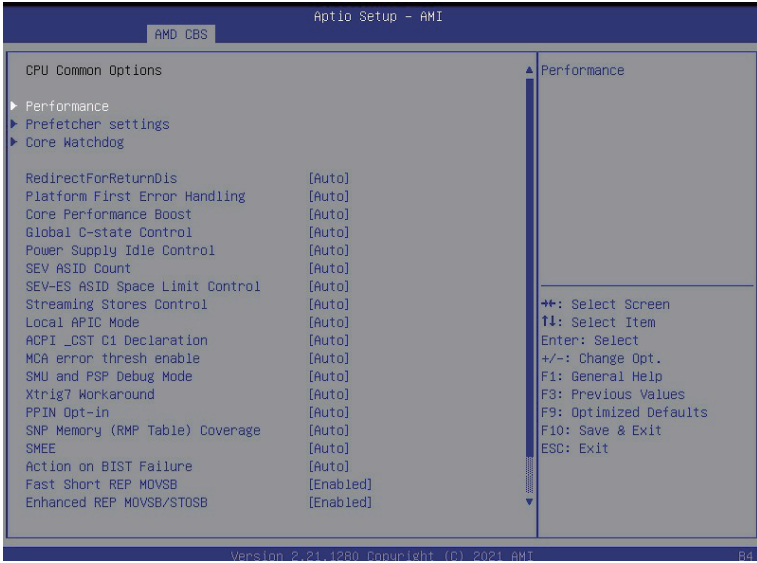 Aptio Setup – AMI
AMD CBS
CPU Common Options
Performance
Prefetcher settings
Core Watchdog
RedirectForReturnDis [Auto]
Platform First Error Handling [Auto]
Core Performance Boost [Auto]
Global C-state Control [Auto]
Power Supply Idle Control [Auto]
SEV ASID Count [Auto]
SEV-ES ASID Space Limit Control [Auto]
Streaming Stores Control [Auto]
Local APIC Mode [Auto]
ACPI _CST C1 Declaration [Auto]
MCA error thresh enable [Auto]
SMU and PSP Debug Mode [Auto]
Xtrig7 Workaround [Auto]
PPIN Opt-in [Auto]
SNP Memory (RMP Table) Coverage [Auto]
SMEE [Auto]
Action on BIST Failure [Auto]
Fast Short REP MOVSB [Enabled]
Enhanced REP MOVSB/STOSB [Enabled]
Performance
→←: Select Screen
↑↓: Select Item
Enter: Select
+/-: Change Opt.
F1: General Help
F3: Previous Values
F9: Optimized Defaults
F10: Save & Exit
ESC: Exit
Version 2.21.1280 Copyright (C) 2021 AMI
B4